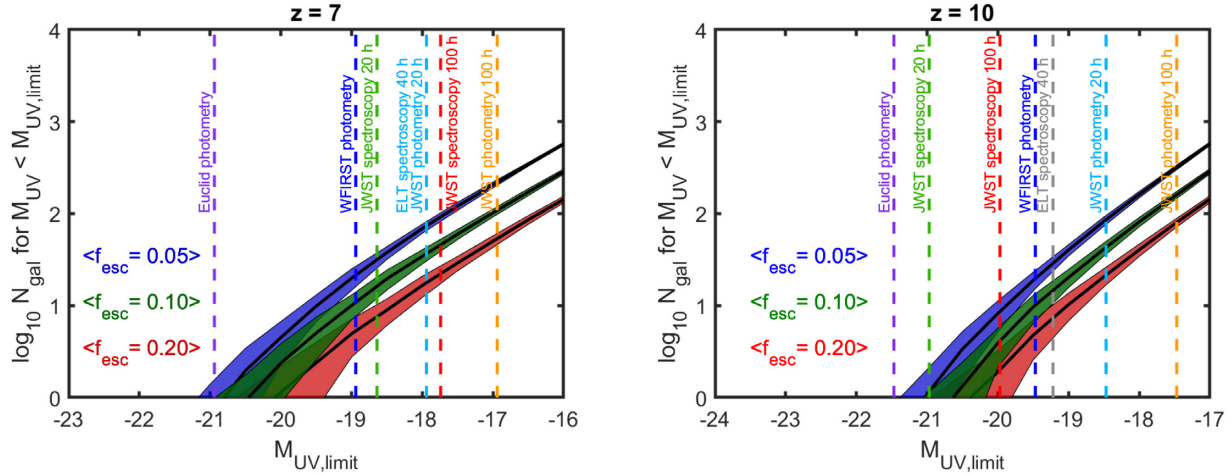 z = 7
log10 Ngal for MUV < MUV,limit
4
3
2
1
0
-23
-22
-21
-20
-19
-18
-17
-16
MUV,limit
Euclid photometry
WFIRST photometry
JWST spectroscopy 20 h
ELT spectroscopy 40 h
JWST photometry 20 h
JWST spectroscopy 100 h
JWST photometry 100 h
<fesc= 0.05>
<fesc= 0.10>
<fesc= 0.20>
z = 10
log10 Ngal for MUV < MUV,limit
4
3
2
1
0
-24
-23
-22
-21
-20
-19
-18
-17
MUV,limit
Euclid photometry
JWST spectroscopy 20 h
JWST spectroscopy 100 h
WFIRST photometry
ELT spectroscopy 40 h
JWST photometry 20 h
JWST photometry 100 h
<fesc= 0.05>
<fesc= 0.10>
<fesc= 0.20>